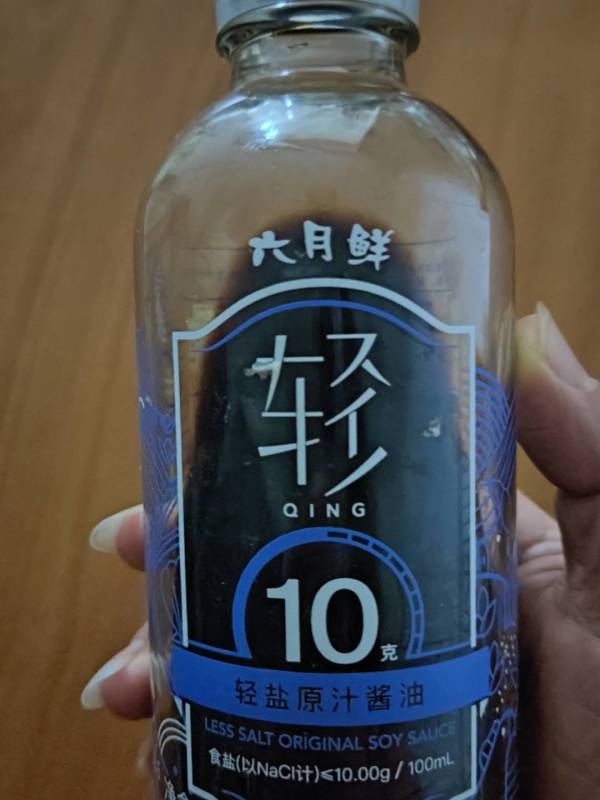 六月鲜
轻
QING
10克
轻盐原汁酱油
LESS SALT ORIGINAL SOY SAUCE
食盐(以NaCl计)≤10.00g / 100mL